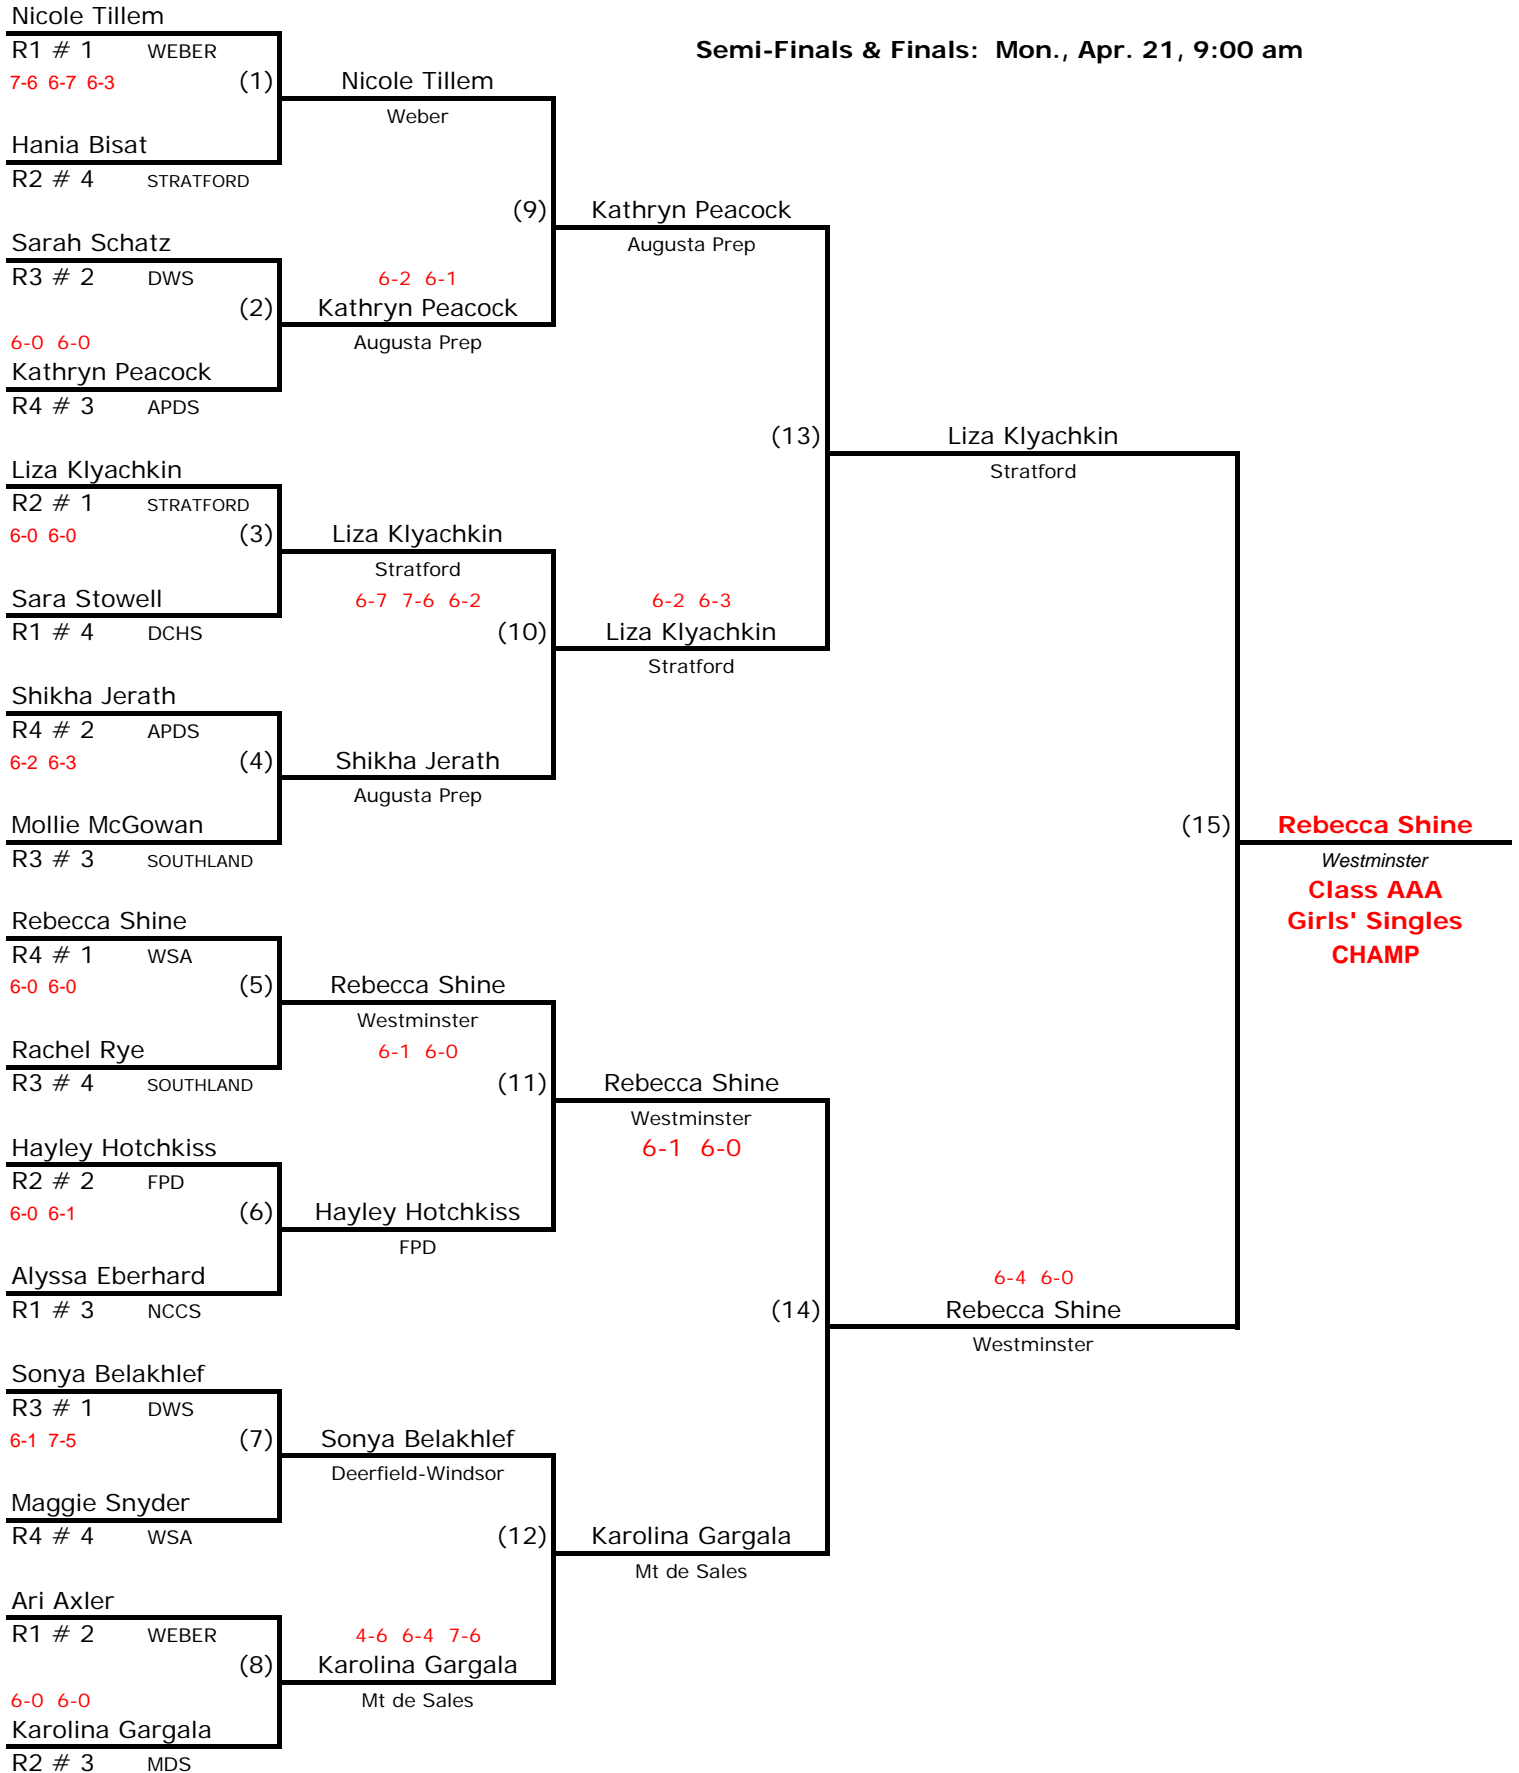 Nicole Tillem
R1 # 1 WEBER
Semi-Finals & Finals: Mon., Apr. 21, 9:00 am
7-6 6-7 6-3 (1)
Nicole Tillem
Weber
Hania Bisat
R2 # 4 STRATFORD
(9) Kathryn Peacock
Augusta Prep
Sarah Schatz
R3 # 2 DWS
6-2 6-1
(2) Kathryn Peacock
Augusta Prep
6-0 6-0
Kathryn Peacock
R4 # 3 APDS
(13) Liza Klyachkin
Stratford
Liza Klyachkin
R2 # 1 STRATFORD
6-0 6-0 (3) Liza Klyachkin
Stratford
Sara Stowell
6-7 7-6 6-2
6-2 6-3
R1 # 4 DCHS
(10) Liza Klyachkin
Stratford
Shikha Jerath
R4 # 2 APDS
6-2 6-3 (4) Shikha Jerath
Augusta Prep
Mollie McGowan
R3 # 3 SOUTHLAND
(15) Rebecca Shine
Westminster
Class AAA
Girls' Singles
CHAMP
Rebecca Shine
R4 # 1 WSA
6-0 6-0 (5) Rebecca Shine
Westminster
Rachel Rye
6-1 6-0
R3 # 4 SOUTHLAND
(11) Rebecca Shine
Westminster
6-1 6-0
Hayley Hotchkiss
R2 # 2 FPD
6-0 6-1 (6) Hayley Hotchkiss
FPD
Alyssa Eberhard
R1 # 3 NCCS
6-4 6-0
(14) Rebecca Shine
Westminster
Sonya Belakhlef
R3 # 1 DWS
6-1 7-5 (7) Sonya Belakhlef
Deerfield-Windsor
Maggie Snyder
R4 # 4 WSA
(12) Karolina Gargala
Mt de Sales
Ari Axler
R1 # 2 WEBER
4-6 6-4 7-6
(8) Karolina Gargala
Mt de Sales
6-0 6-0
Karolina Gargala
R2 # 3 MDS